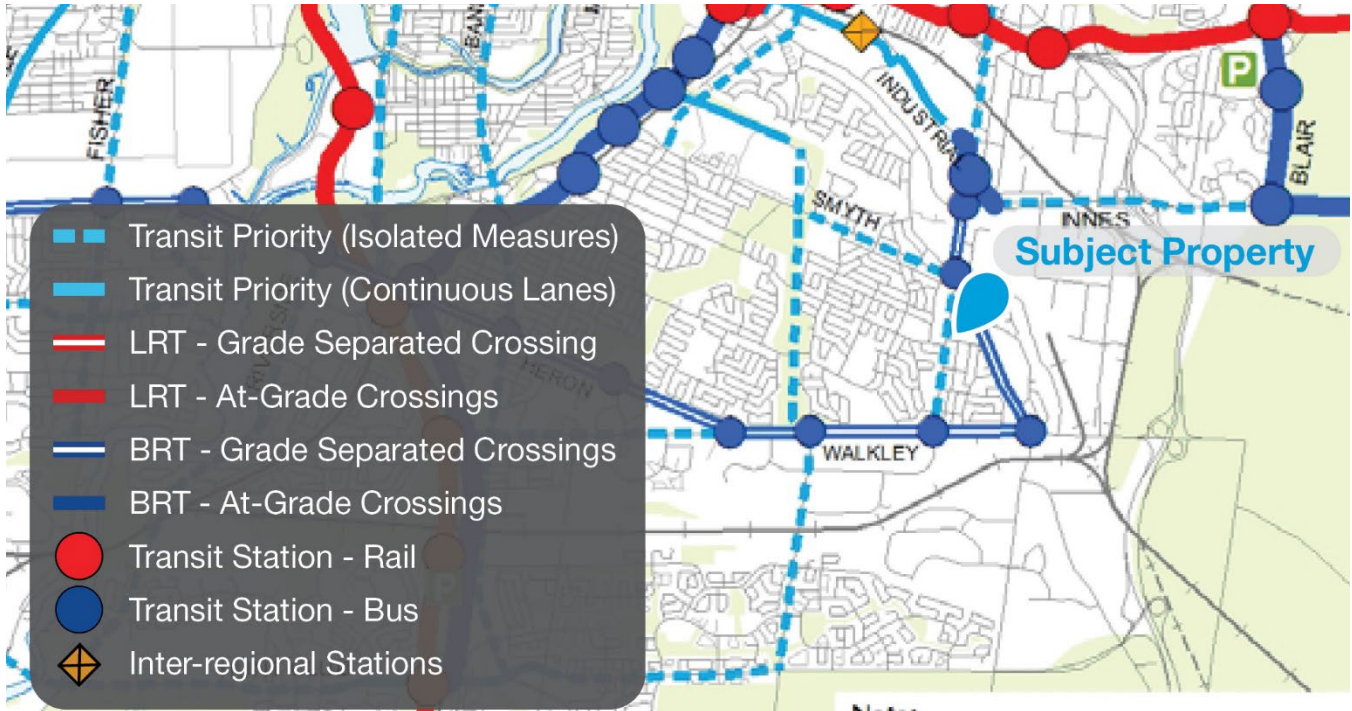 FISHER
INDUSTRIAL
BLAIR
SMYTH
INNES
Subject Property
WALKLEY
HERON
Transit Priority (Isolated Measures)
Transit Priority (Continuous Lanes)
LRT - Grade Separated Crossing
LRT - At-Grade Crossings
BRT - Grade Separated Crossings
BRT - At-Grade Crossings
Transit Station - Rail
Transit Station - Bus
Inter-regional Stations
P
P